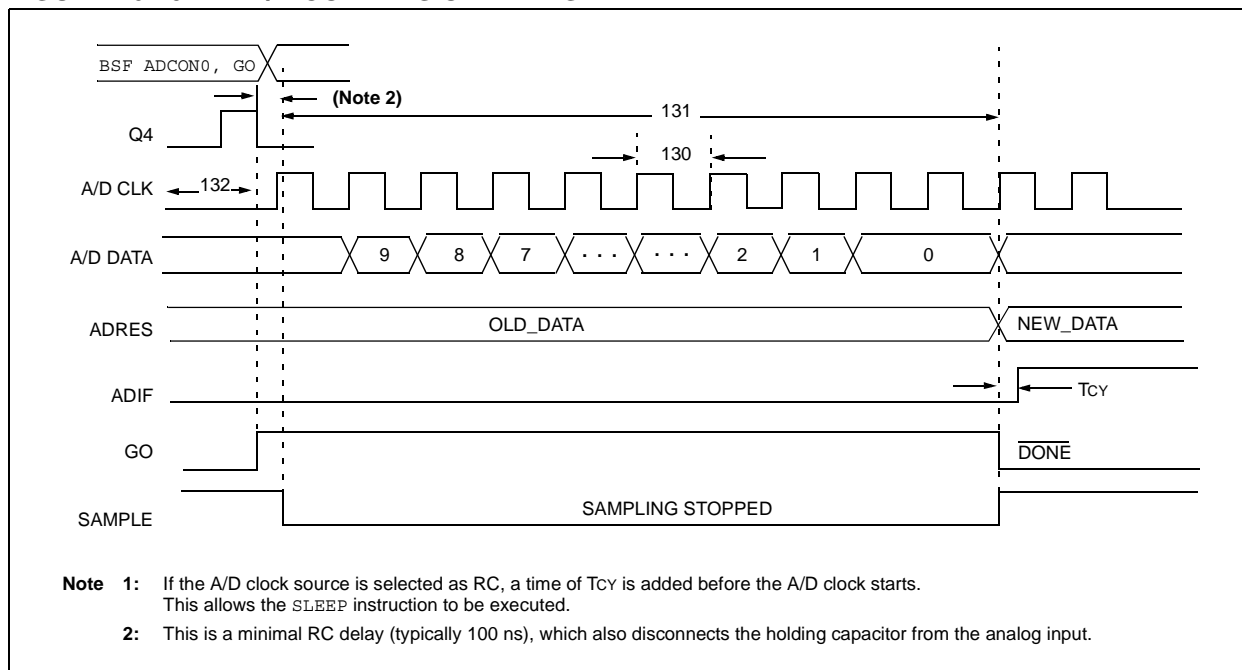 BSF ADCON0, GO
(Note 2)
131
Q4
130
A/D CLK
132
A/D DATA
9 8 7 . . . . . . 2 1 0
ADRES
OLD_DATA
NEW_DATA
ADIF
TCY
GO
DONE
SAMPLE
SAMPLING STOPPED
Note 1: If the A/D clock source is selected as RC, a time of TCY is added before the A/D clock starts.
This allows the SLEEP instruction to be executed.
2: This is a minimal RC delay (typically 100 ns), which also disconnects the holding capacitor from the analog input.